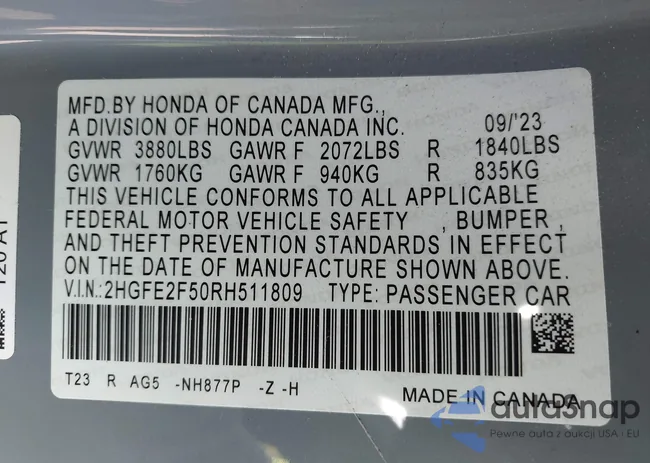 MFD.BY HONDA OF CANADA MFG.,
A DIVISION OF HONDA CANADA INC. 09/'23
GVWR 3880LBS GAWR F 2072LBS R 1840LBS
GVWR 1760KG GAWR F 940KG R 835KG
THIS VEHICLE CONFORMS TO ALL APPLICABLE
FEDERAL MOTOR VEHICLE SAFETY , BUMPER ,
AND THEFT PREVENTION STANDARDS IN EFFECT
ON THE DATE OF MANUFACTURE SHOWN ABOVE.
V.I.N.:2HGFE2F50RH511809 TYPE: PASSENGER CAR
T23 R AG5 -NH877P -Z -H
MADE IN CANADA
autosnap
Pewne auta z aukcji USA i EU